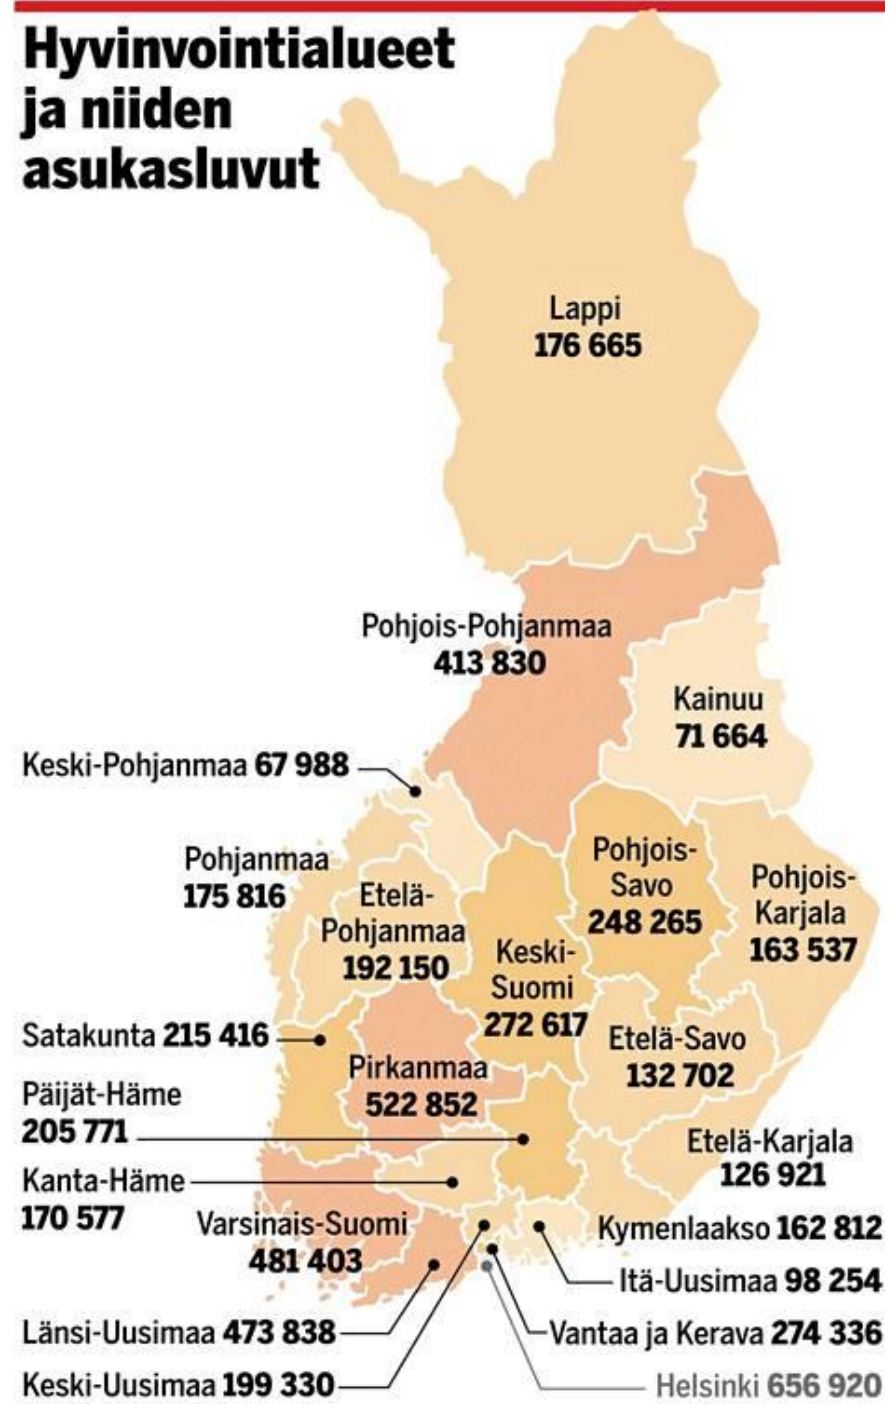 Hyvinvointialueet
ja niiden
asukasluvut
Lappi
176 665
Pohjois-Pohjanmaa
413 830
Kainuu
71 664
Keski-Pohjanmaa 67 988
Pohjanmaa
175 816
Etelä-
Pohjanmaa
192 150
Keski-
Suomi
272 617
Pohjois-
Savo
248 265
Pohjois-
Karjala
163 537
Satakunta 215 416
Pirkanmaa
522 852
Etelä-Savo
132 702
Päijät-Häme
205 771
Etelä-Karjala
126 921
Kanta-Häme
170 577
Varsinais-Suomi
481 403
Kymenlaakso 162 812
Itä-Uusimaa 98 254
Länsi-Uusimaa 473 838
Vantaa ja Kerava 274 336
Keski-Uusimaa 199 330
Helsinki 656 920